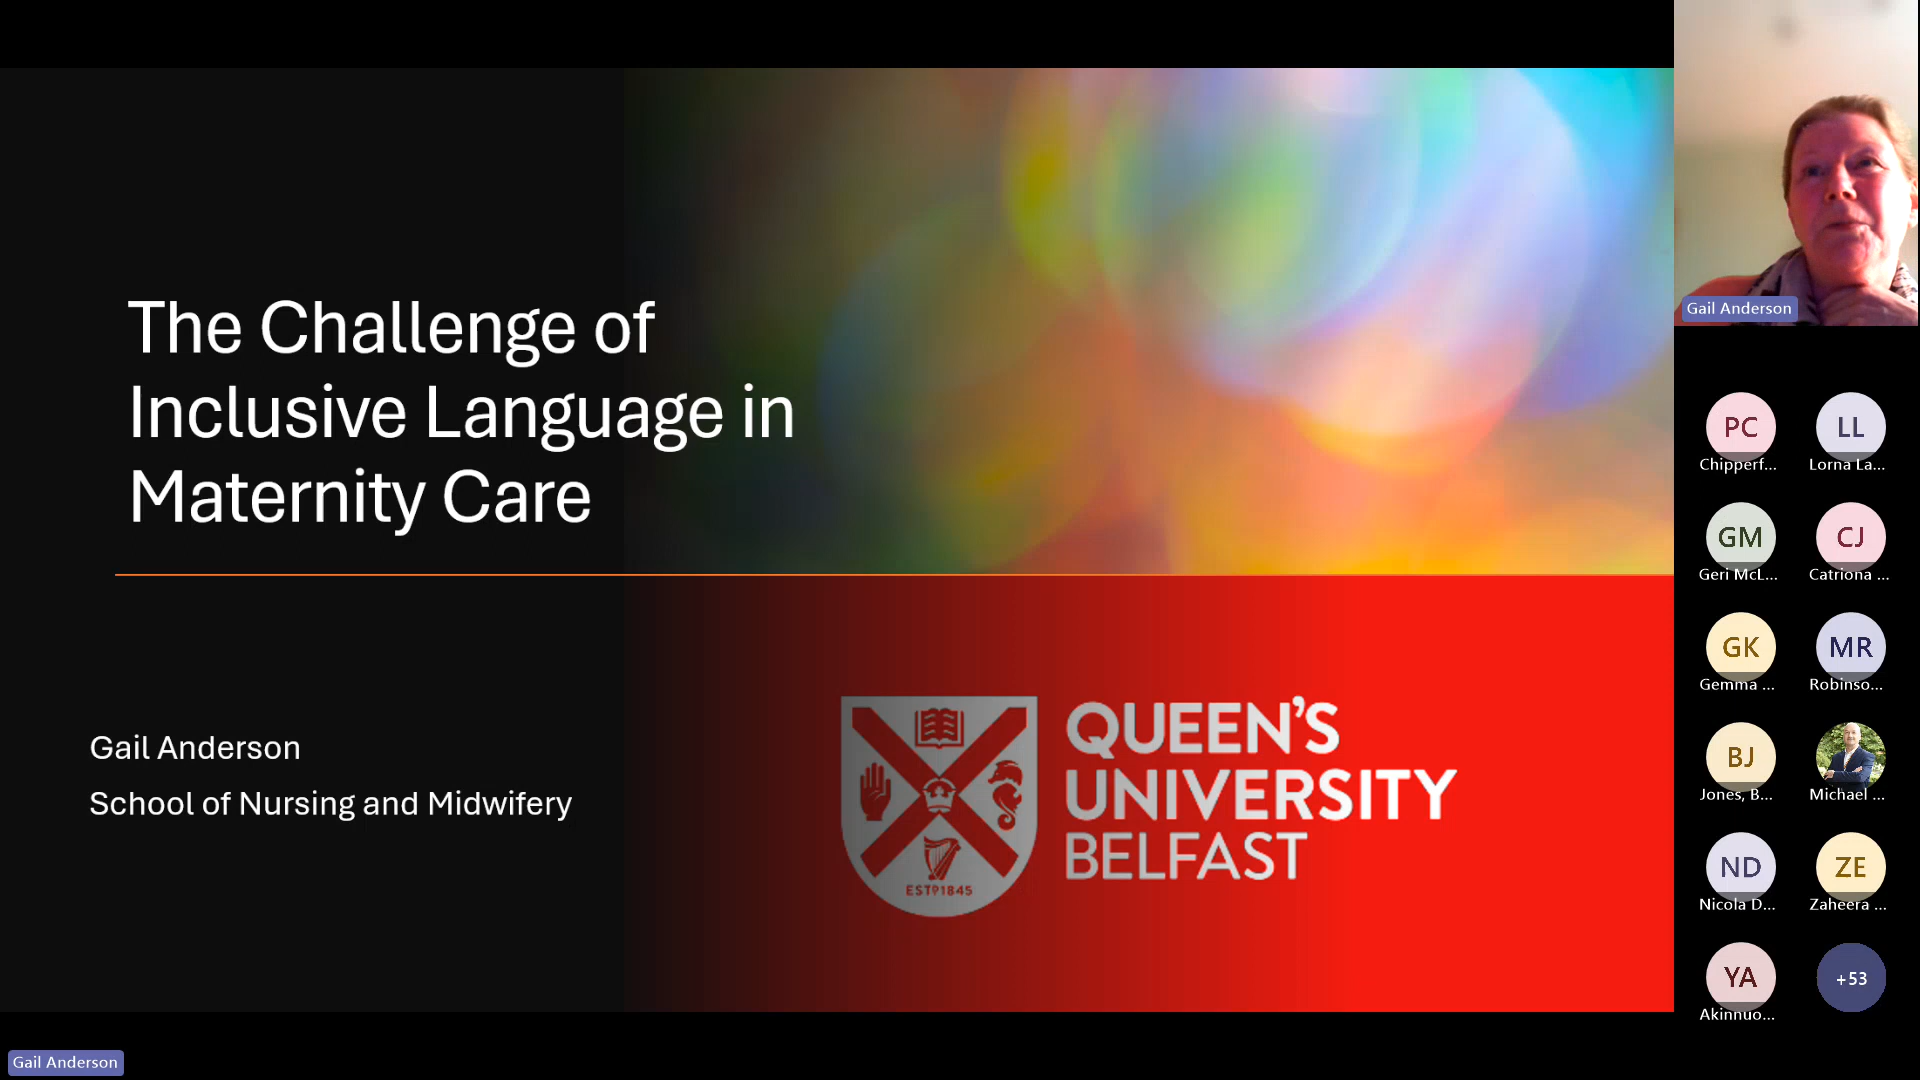 The Challenge of
Inclusive Language in
Maternity Care
Gail Anderson
School of Nursing and Midwifery
QUEEN'S
UNIVERSITY
BELFAST
ESTD1845
Gail Anderson
PC
Chipperf...
LL
Lorna La...
GM
Geri McL...
CJ
Catriona ...
GK
Gemma ...
MR
Robinso...
BJ
Jones, B...
Michael ...
ND
Nicola D...
ZE
Zaheera ...
YA
Akinnuo...
+53
Gail Anderson